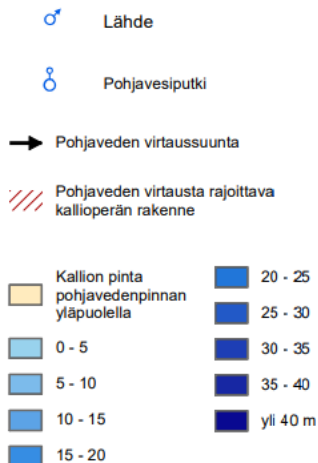 Lähde
Pohjavesiputki
Pohjaveden virtaussuunta
Pohjaveden virtausta rajoittava
kallioperän rakenne
Kallion pinta
pohjavedenpinnan
yläpuolella
0 - 5
5 - 10
10 - 15
15 - 20
20 - 25
25 - 30
30 - 35
35 - 40
yli 40 m